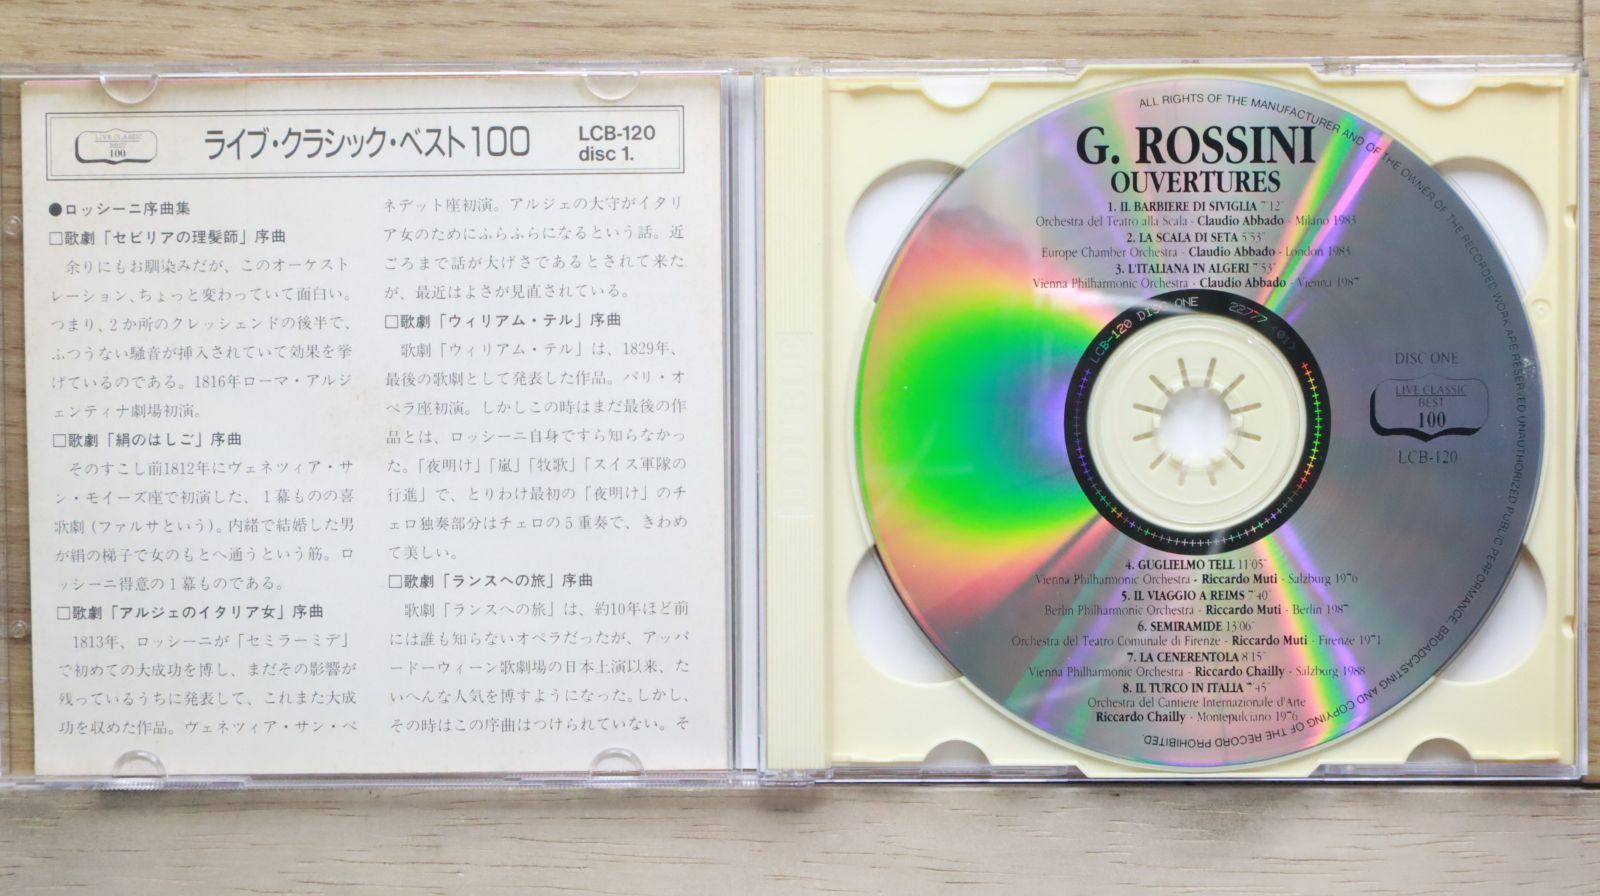 LIVE CLASSIC
BEST
100
ライブ・クラシック・ベスト100
LCB-120
disc 1.
●ロッシーニ序曲集
□歌劇「セビリアの理髪師」序曲
余りにもお馴染みだが、このオーケスト
レーション、ちょっと変わっていて面白い。
つまり、2か所のクレッシェンドの後半で、
ふつうない騒音が挿入されていて効果を挙
げているのである。1816年ローマ・アルジ
ェンティナ劇場初演。
□歌劇「絹のはしご」序曲
そのすこし前1812年にヴェネツィア・サ
ン・モイーズ座で初演した、1幕ものの喜
歌劇(ファルサという)。内緒で結婚した男
が絹の梯子で女のもとへ通うという筋。ロ
ッシーニ得意の1幕ものである。
□歌劇「アルジェのイタリア女」序曲
1813年、ロッシーニが「セミラーミデ」
で初めての大成功を博し、まだその影響が
残っているうちに発表して、これまた大成
功を収めた作品。ヴェネツィア・サン・ベ
ネデット座初演。アルジェの大守がイタリ
ア女のためにふらふらになるという話。近
ごろまで話が大げさであるとされて来た
が、最近はよさが見直されている。
□歌劇「ウィリアム・テル」序曲
歌劇「ウィリアム・テル」は、1829年、
最後の歌劇として発表した作品。パリ・オ
ペラ座初演。しかしこの時はまだ最後の作
品とは、ロッシーニ自身ですら知らなかっ
た。「夜明け」「嵐」「牧歌」「スイス軍隊の
行進」で、とりわけ最初の「夜明け」のチ
ェロ独奏部分はチェロの5重奏で、きわめ
て美しい。
□歌劇「ランスへの旅」序曲
歌劇「ランスへの旅」は、約10年ほど前
には誰も知らないオペラだったが、アッバ
ードーウィーン歌劇場の日本上演以来、た
いへんな人気を博すようになった。しかし、
その時はこの序曲はつけられていない。そ
ALL RIGHTS OF THE MANUFACTURER AND OF THE OWNER OF THE RECORDED WORK ARE RESERVED UNAUTHORIZED PUBLIC PERFORMANCE, BROADCASTING AND COPYING OF THE RECORD PROHIBITED.
G. ROSSINI
OUVERTURES
1. IL BARBIERE DI SIVIGLIA 7'12"
Orchestra del Teatro alla Scala - Claudio Abbado - Milano 1983
2. LA SCALA DI SETA 5'53"
Europe Chamber Orchestra - Claudio Abbado - London 1983
3. L'ITALIANA IN ALGERI 7'53"
Vienna Philharmonic Orchestra - Claudio Abbado - Vienna 1987
LCB-120 DISC ONE 22777 <01>
DISC ONE
LIVE CLASSIC
BEST
100
LCB-120
4. GUGLIELMO TELL 11'05"
Vienna Philharmonic Orchestra - Riccardo Muti - Salzburg 1976
5. IL VIAGGIO A REIMS 7'40"
Berlin Philharmonic Orchestra - Riccardo Muti - Berlin 1987
6. SEMIRAMIDE 13'06"
Orchestra del Teatro Comunale di Firenze - Riccardo Muti - Firenze 1971
7. LA CENERENTOLA 8'15"
Vienna Philharmonic Orchestra - Riccardo Chailly - Salzburg 1988
8. IL TURCO IN ITALIA 7'45"
Orchestra del Cantiere Internazionale d'Arte
Riccardo Chailly - Montepulciano 1976